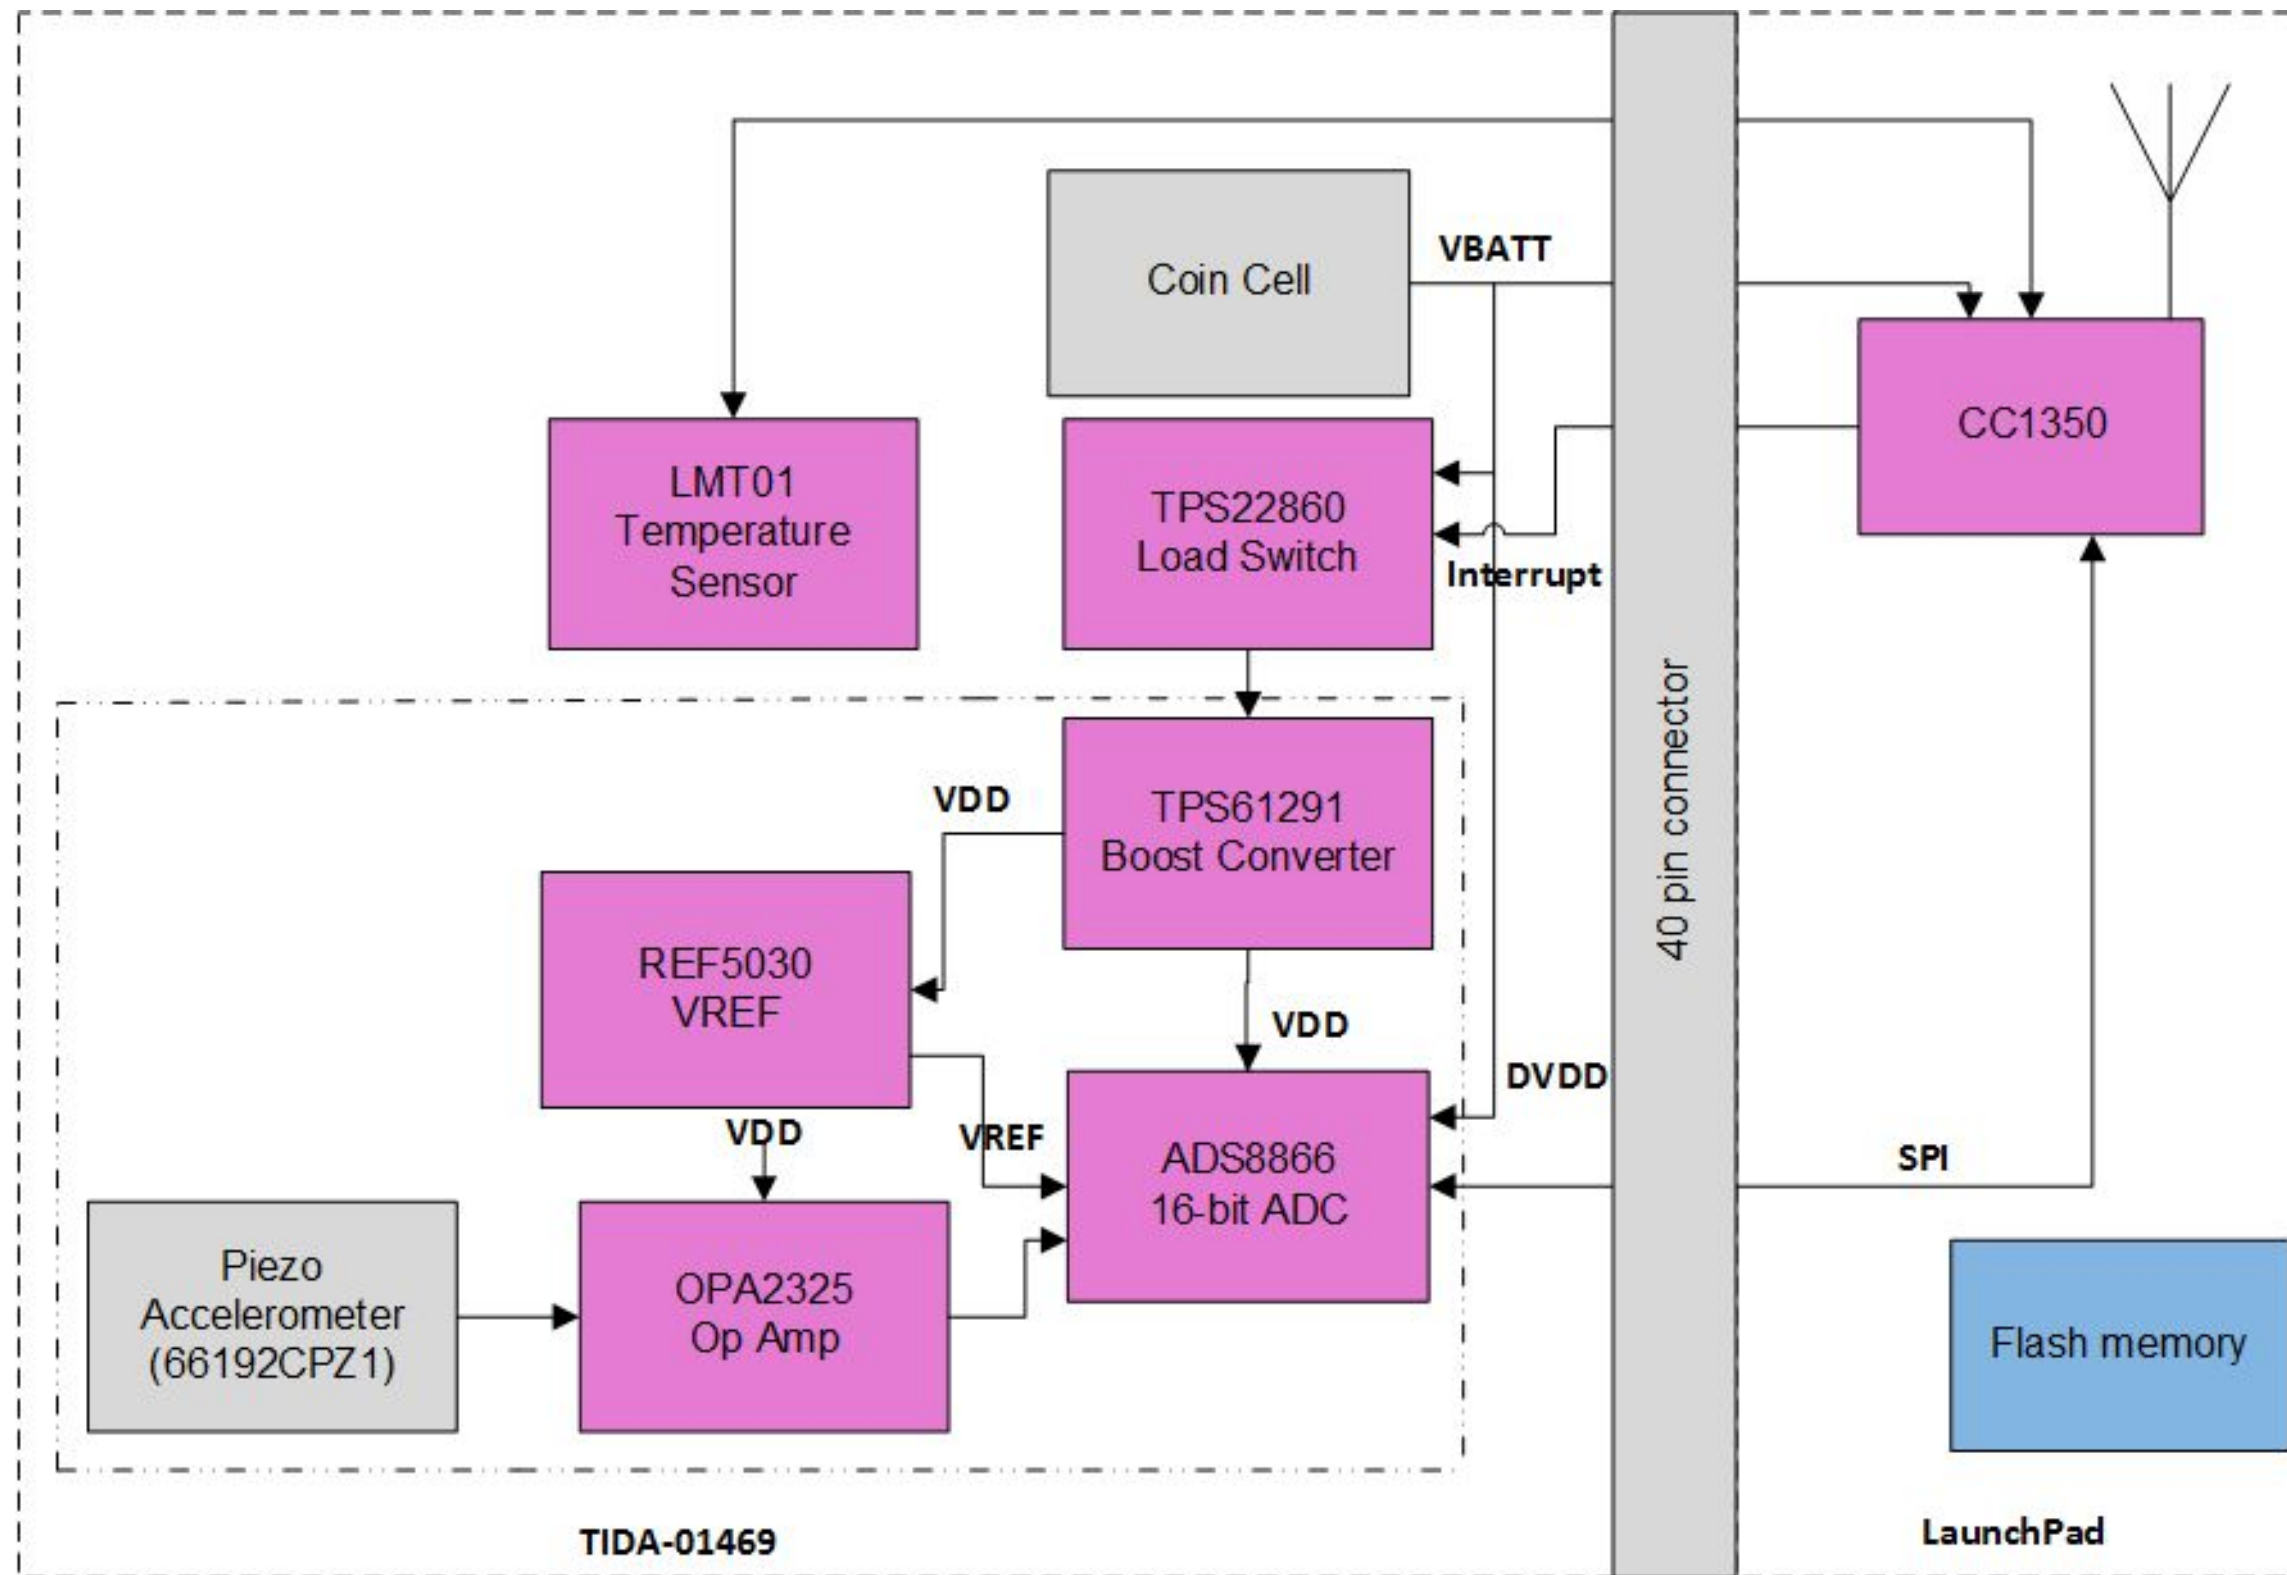 VBATT
Coin Cell
CC1350
LMT01
Temperature
Sensor
TPS22860
Load Switch
Interrupt
40 pin connector
TPS61291
Boost Converter
VDD
REF5030
VREF
VDD
DVDD
VDD
VREF
ADS8866
16-bit ADC
SPI
Piezo
Accelerometer
(66192CPZ1)
OPA2325
Op Amp
Flash memory
TIDA-01469
LaunchPad